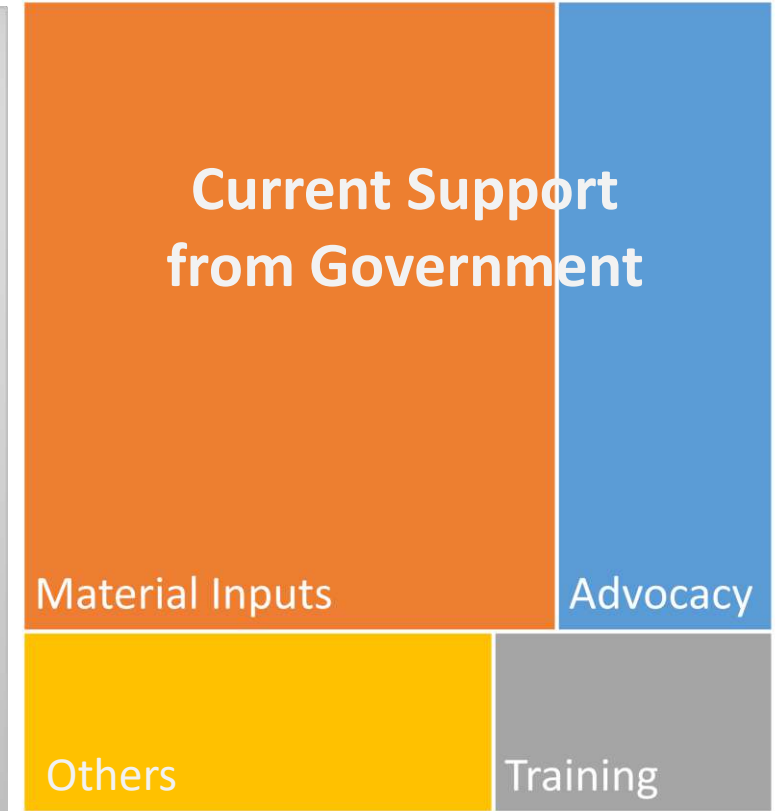 Current Support
from Government
Material Inputs
Advocacy
Others
Training